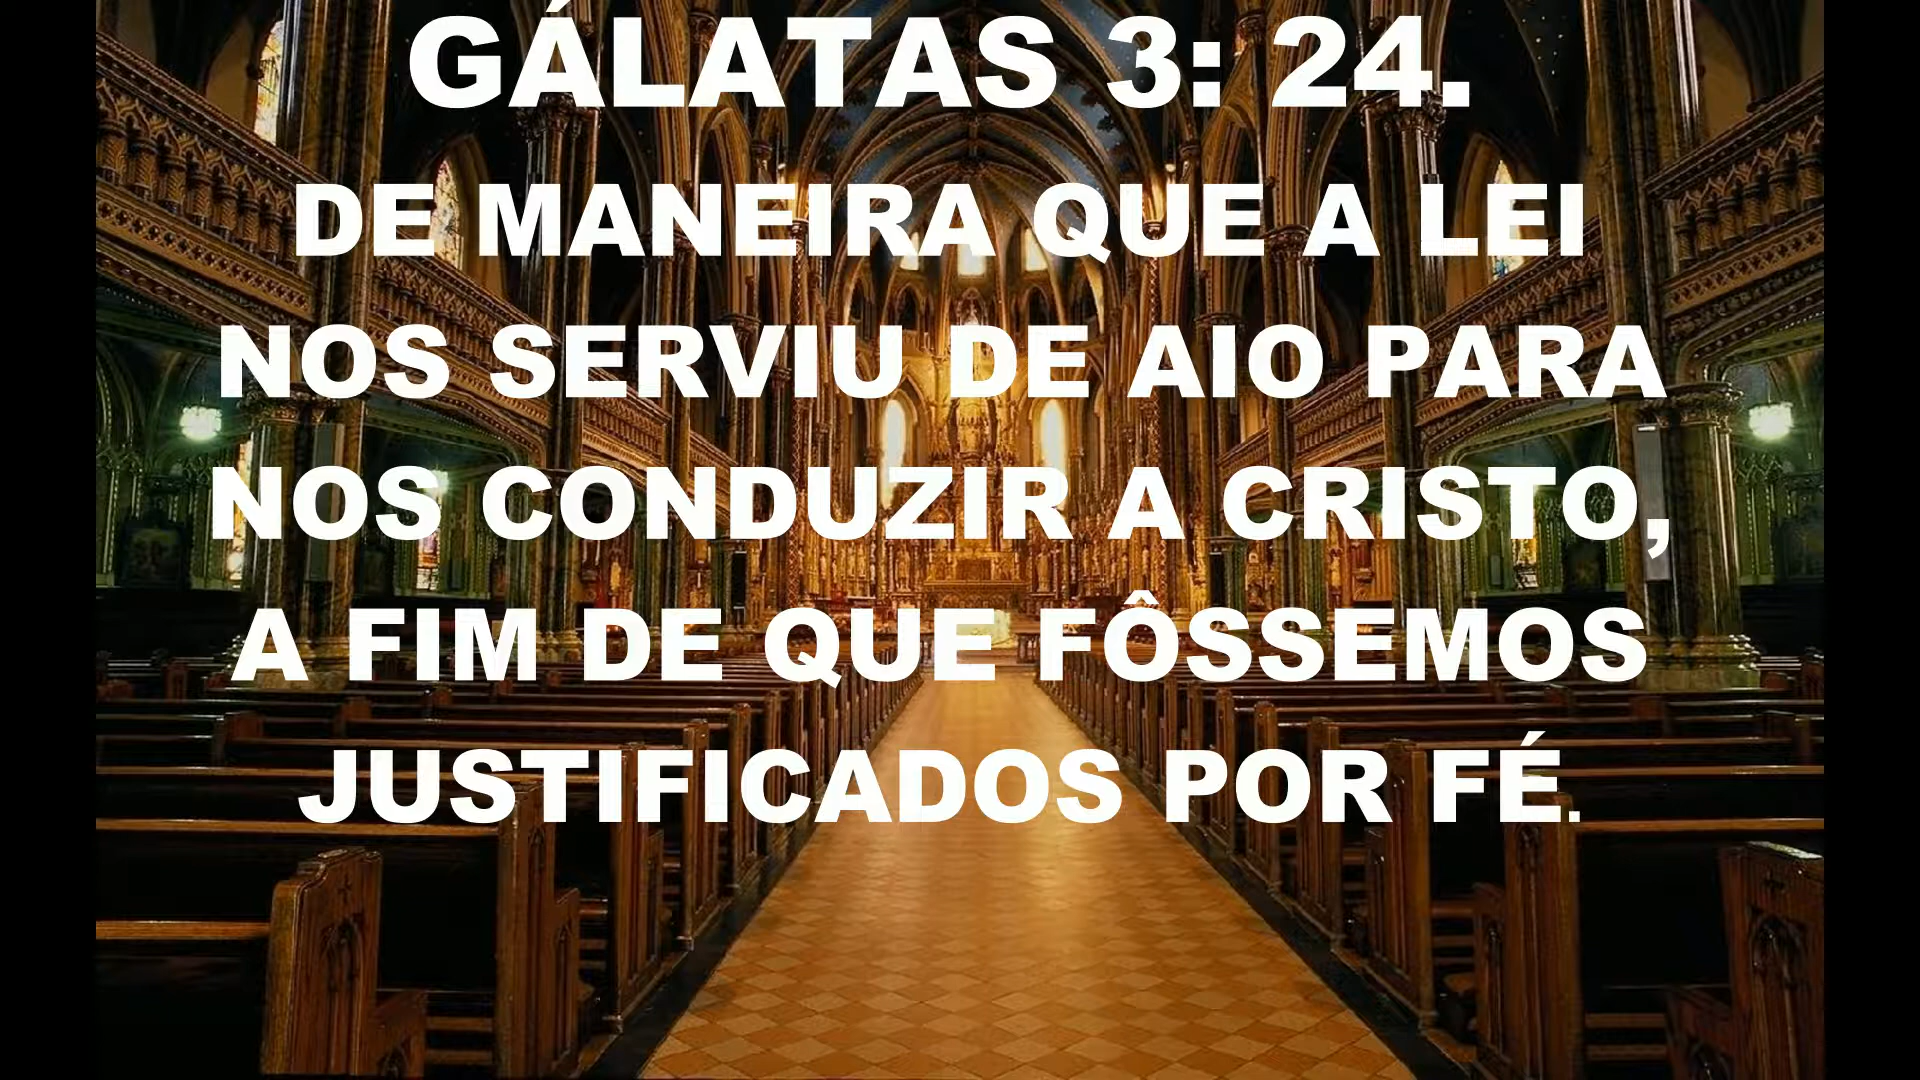 GÁLATAS 3: 24.
DE MANEIRA QUE A LEI
NOS SERVIU DE AIO PARA
NOS CONDUZIR A CRISTO,
A FIM DE QUE FÔSSEMOS
JUSTIFICADOS POR FÉ.